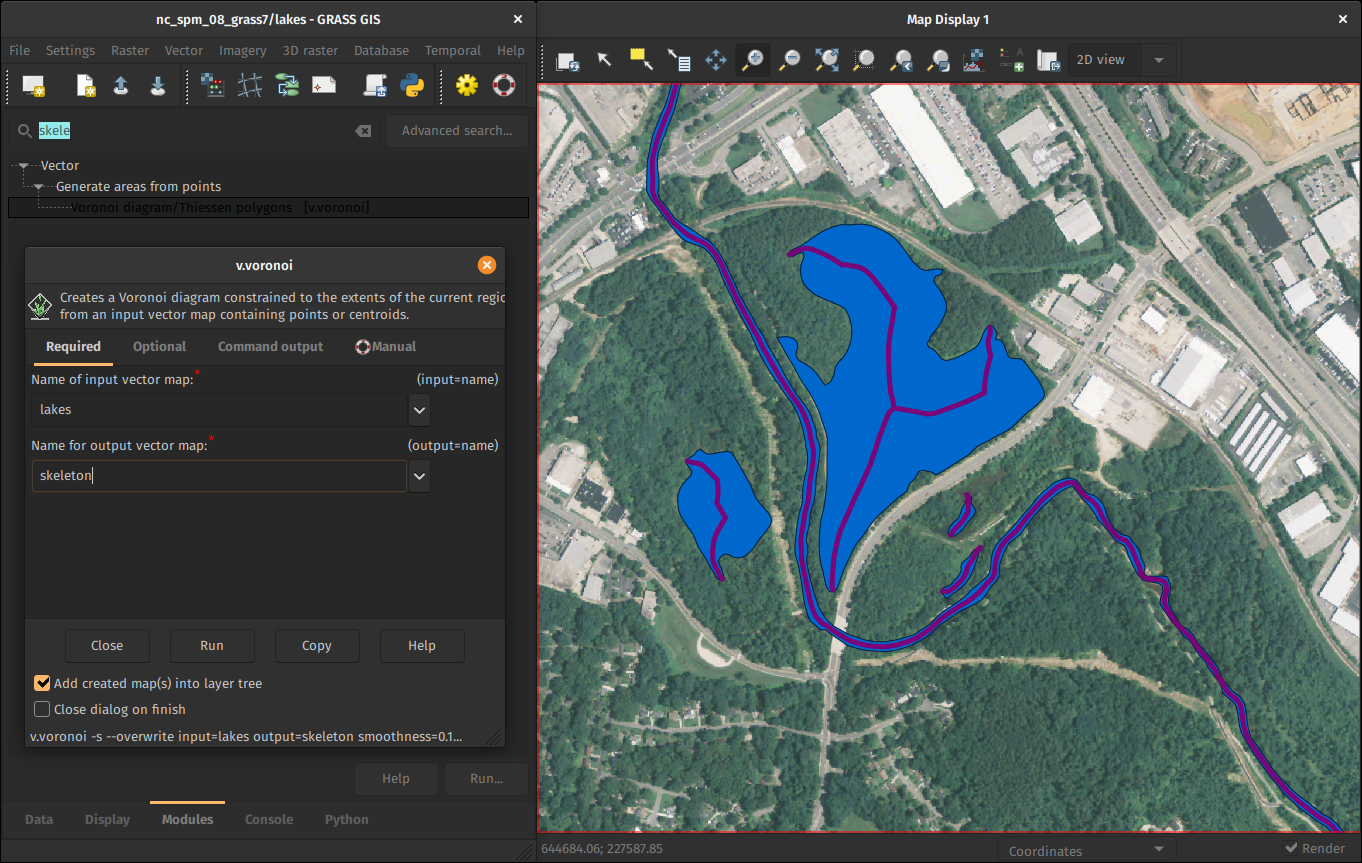 nc_spm_08_grass7/lakes - GRASS GIS
File Settings Raster Vector Imagery 3D raster Database Temporal Help
skele
Advanced search...
Vector
Generate areas from points
Voronoi diagram/Thiessen polygons [v.voronoi]
v.voronoi
Creates a Voronoi diagram constrained to the extents of the current regic
from an input vector map containing points or centroids.
Required Optional Command output Manual
Name of input vector map:* (input=name)
lakes
Name for output vector map:* (output=name)
skeleton
Close Run Copy Help
Add created map(s) into layer tree
Close dialog on finish
v.voronoi -s --overwrite input=lakes output=skeleton smoothness=0.1...
Help Run...
Data Display Modules Console Python
Map Display 1
2D view
644684.06; 227587.85
Coordinates
Render